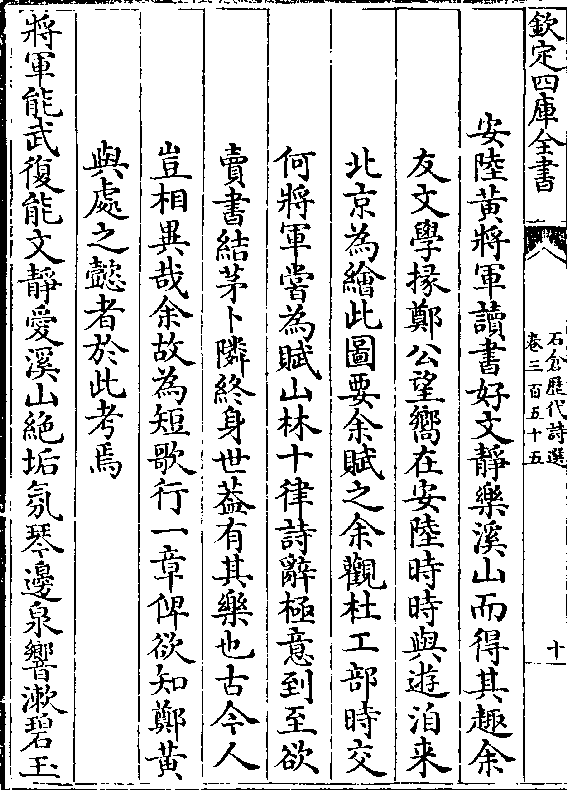 欽定四庫全書
石倉歷代詩選
卷三百五十五
十
安陸黃將軍讀書好文靜樂溪山而得其趣余
友文學掾鄭公望嚮在安陸時時與遊洎来
北京為繪此圖要余賦之余觀杜工部時交
何將軍嘗為賦山林十律詩辭極意到至欲
賣書結茅卜隣終身世葢有其樂也古今人
豈相異哉余故為短歌行一章俾欲知鄭黃
與處之懿者於此考焉
將軍能武復能文靜愛溪山絶垢氛琴邊泉響漱碧玉